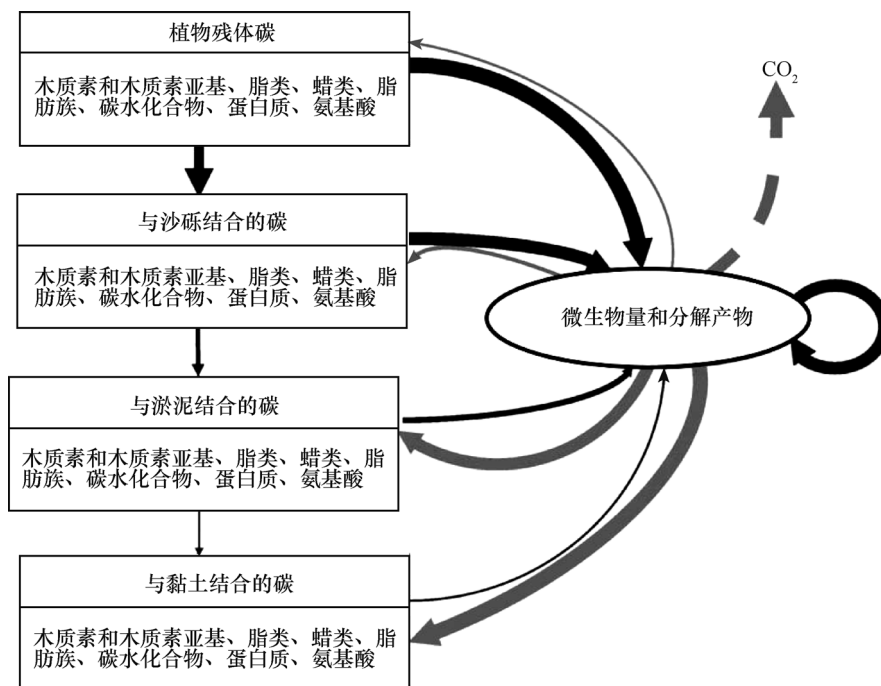 植物残体碳
木质素和木质素亚基、脂类、蜡类、脂
肪族、碳水化合物、蛋白质、氨基酸
CO₂
与沙砾结合的碳
木质素和木质素亚基、脂类、蜡类、脂
肪族、碳水化合物、蛋白质、氨基酸
微生物量和分解产物
与淤泥结合的碳
木质素和木质素亚基、脂类、蜡类、脂
肪族、碳水化合物、蛋白质、氨基酸
与黏土结合的碳
木质素和木质素亚基、脂类、蜡类、脂
肪族、碳水化合物、蛋白质、氨基酸